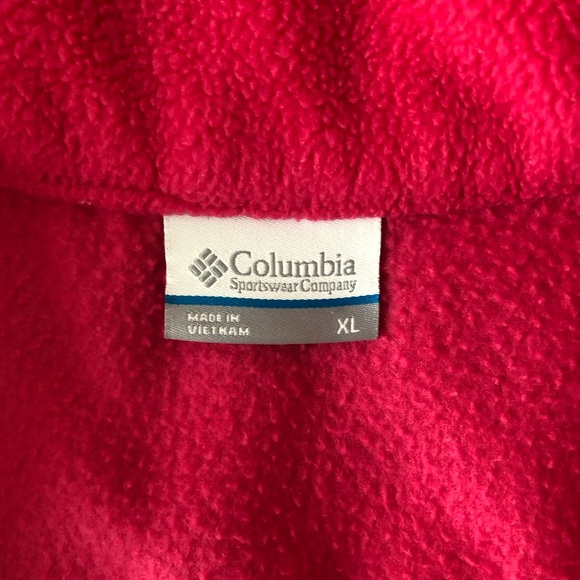 Columbia
Sportswear Company
MADE IN
VIETNAM
XL